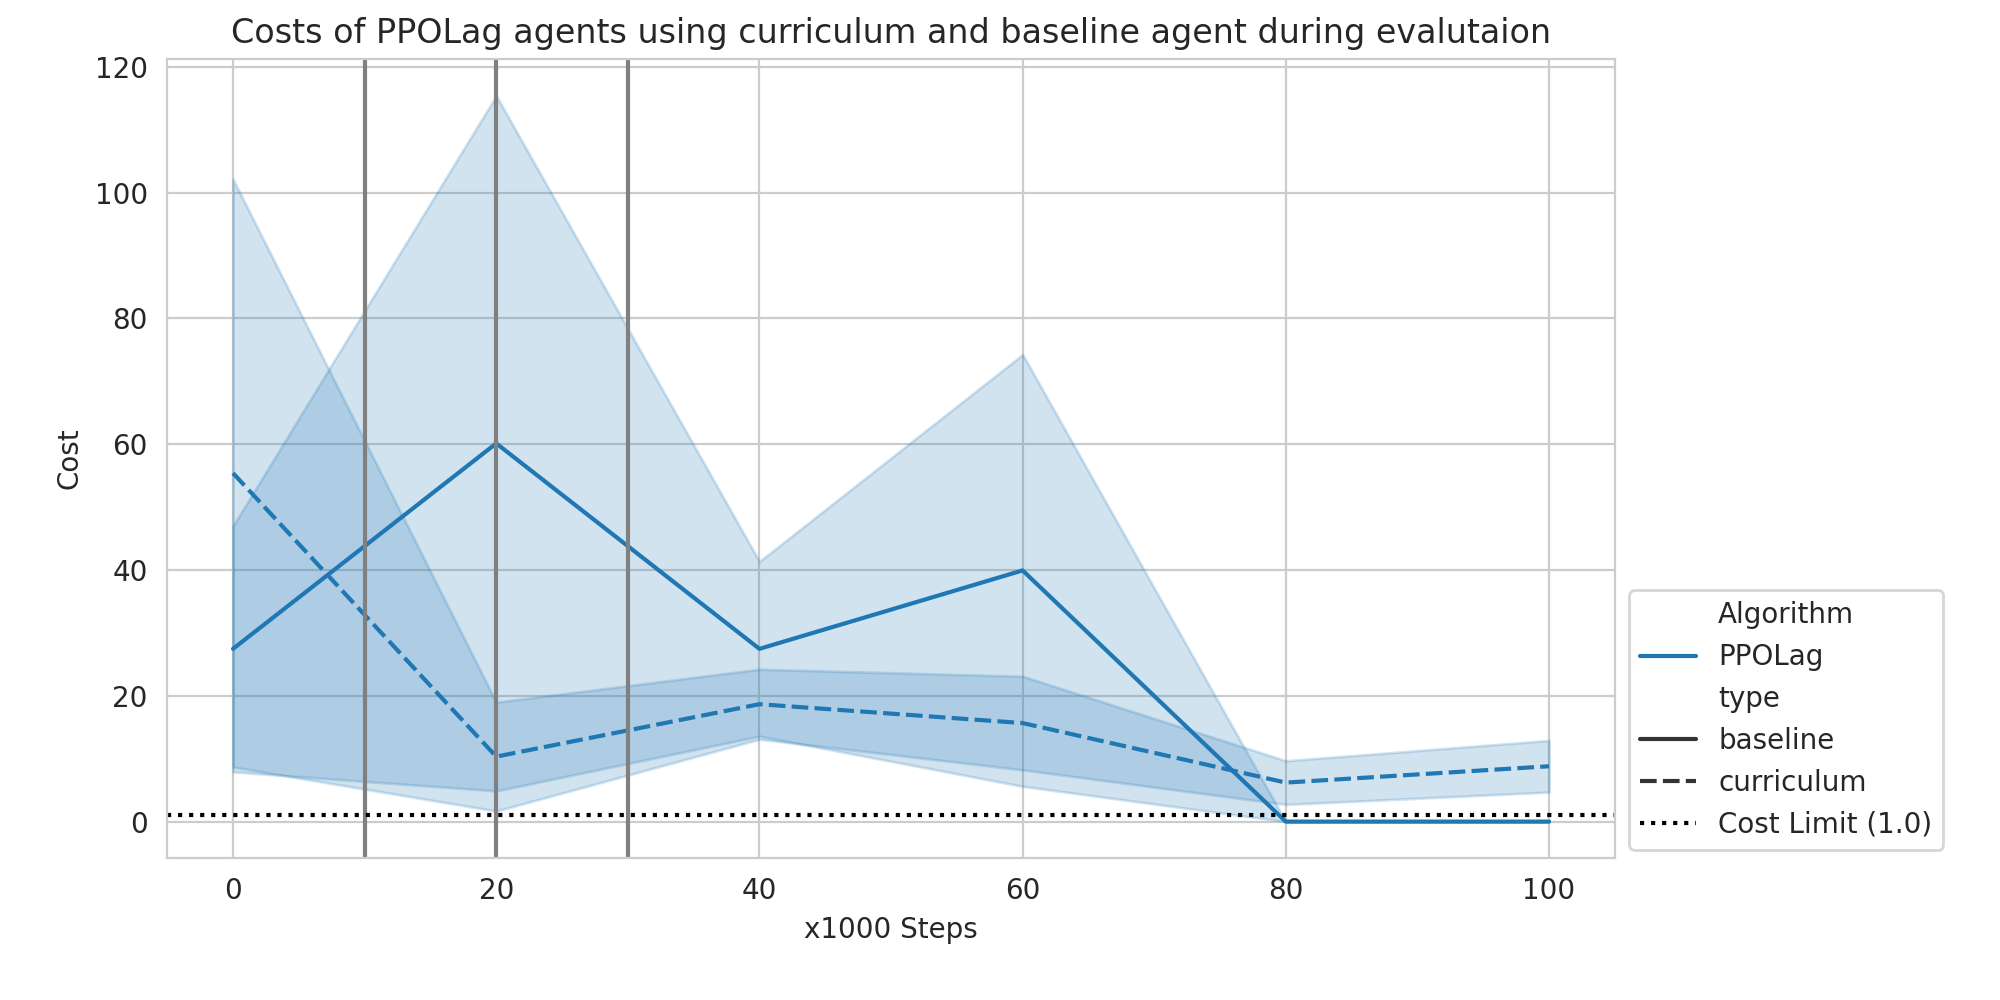 Costs of PPOLag agents using curriculum and baseline agent during evalutaion
120
100
80
60
40
20
0
Cost
0 20 40 60 80 100
x1000 Steps
Algorithm
PPOLag
type
baseline
curriculum
Cost Limit (1.0)